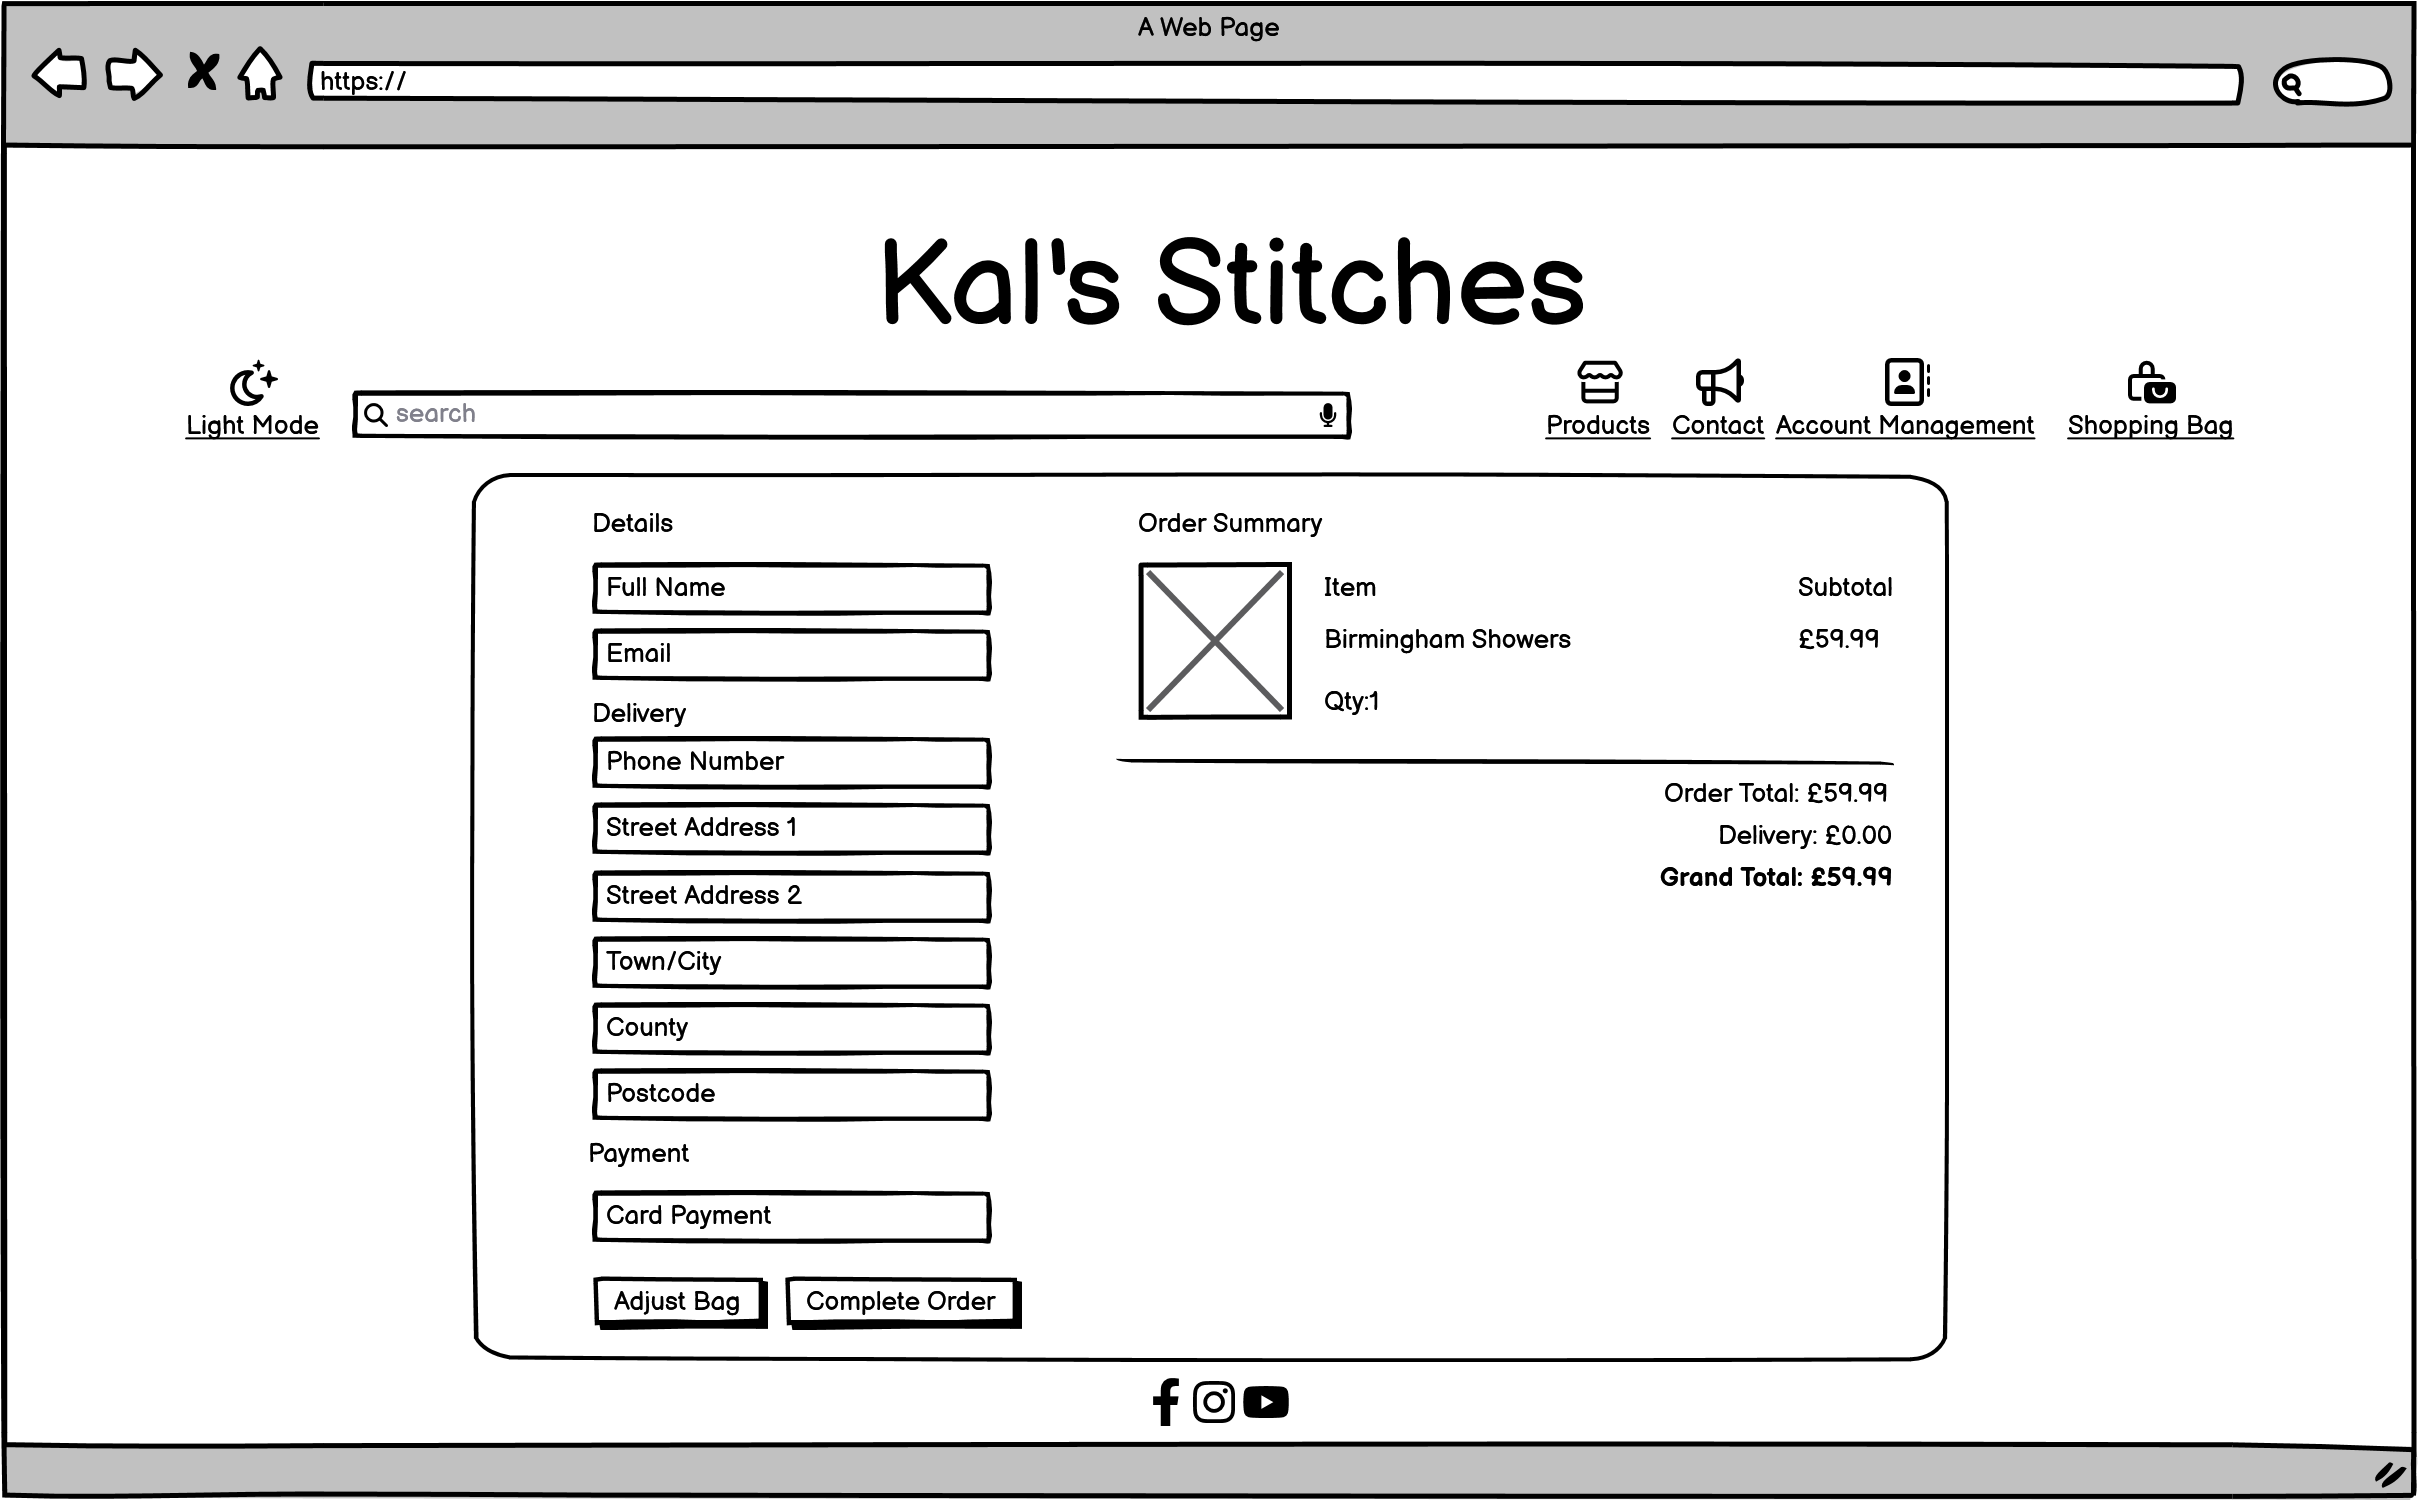 A Web Page
https://
Kal's Stitches
Light Mode
search
Products
Contact
Account Management
Shopping Bag
Details
Full Name
Email
Delivery
Phone Number
Street Address 1
Street Address 2
Town/City
County
Postcode
Payment
Card Payment
Adjust Bag
Complete Order
Order Summary
Item
Subtotal
Birmingham Showers
£59.99
Qty:1
Order Total: £59.99
Delivery: £0.00
Grand Total: £59.99